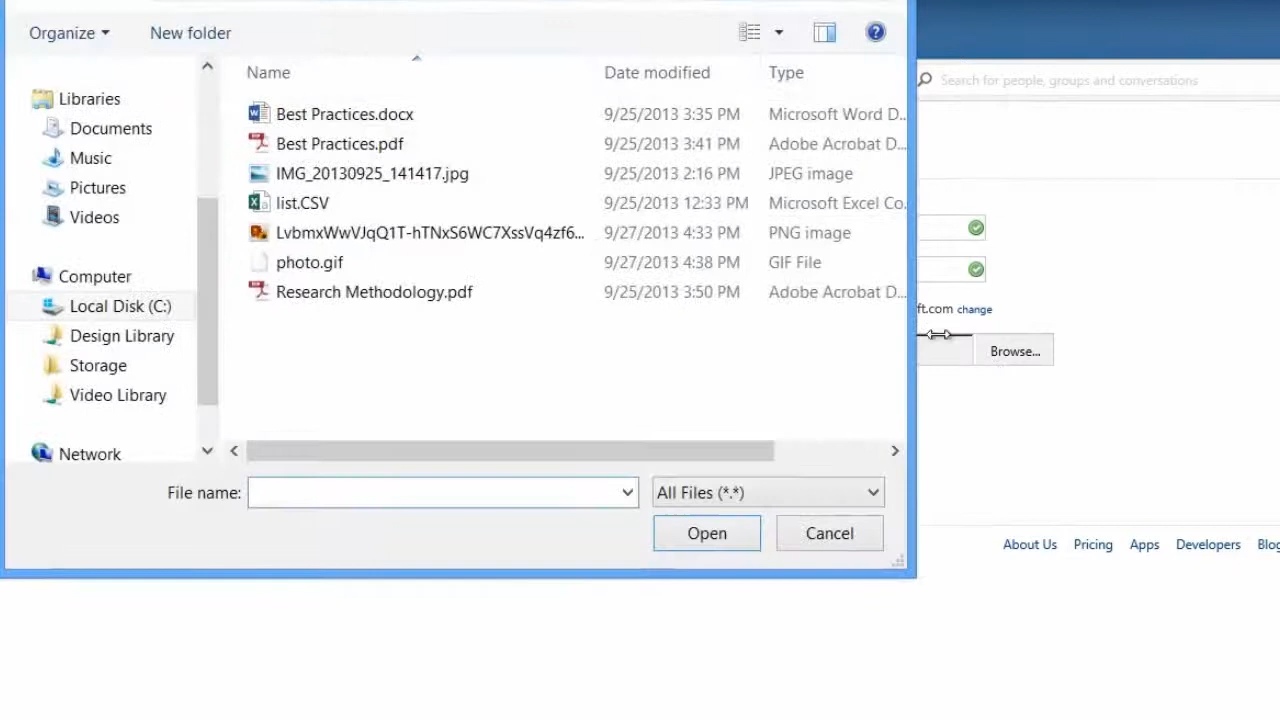 Organize New folder
Search for people, groups and conversations
Name Date modified Type
Libraries
Documents
Music
Pictures
Videos
Computer
Local Disk (C:)
Design Library
Storage
Video Library
Network
Best Practices.docx 9/25/2013 3:35 PM Microsoft Word D...
Best Practices.pdf 9/25/2013 3:41 PM Adobe Acrobat D...
IMG_20130925_141417.jpg 9/25/2013 2:16 PM JPEG image
list.CSV 9/25/2013 12:33 PM Microsoft Excel Co...
LvbmxWwVJqQ1T-hTNxS6WC7XssVq4zf6... 9/27/2013 4:33 PM PNG image
photo.gif 9/27/2013 4:38 PM GIF File
Research Methodology.pdf 9/25/2013 3:50 PM Adobe Acrobat D...
ft.com change
Browse...
File name: All Files (*.*)
Open Cancel
About Us Pricing Apps Developers Blog